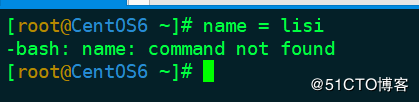 [root@CentOS6 ~]# name = lisi
-bash: name: command not found
[root@CentOS6 ~]#
@51CTO博客